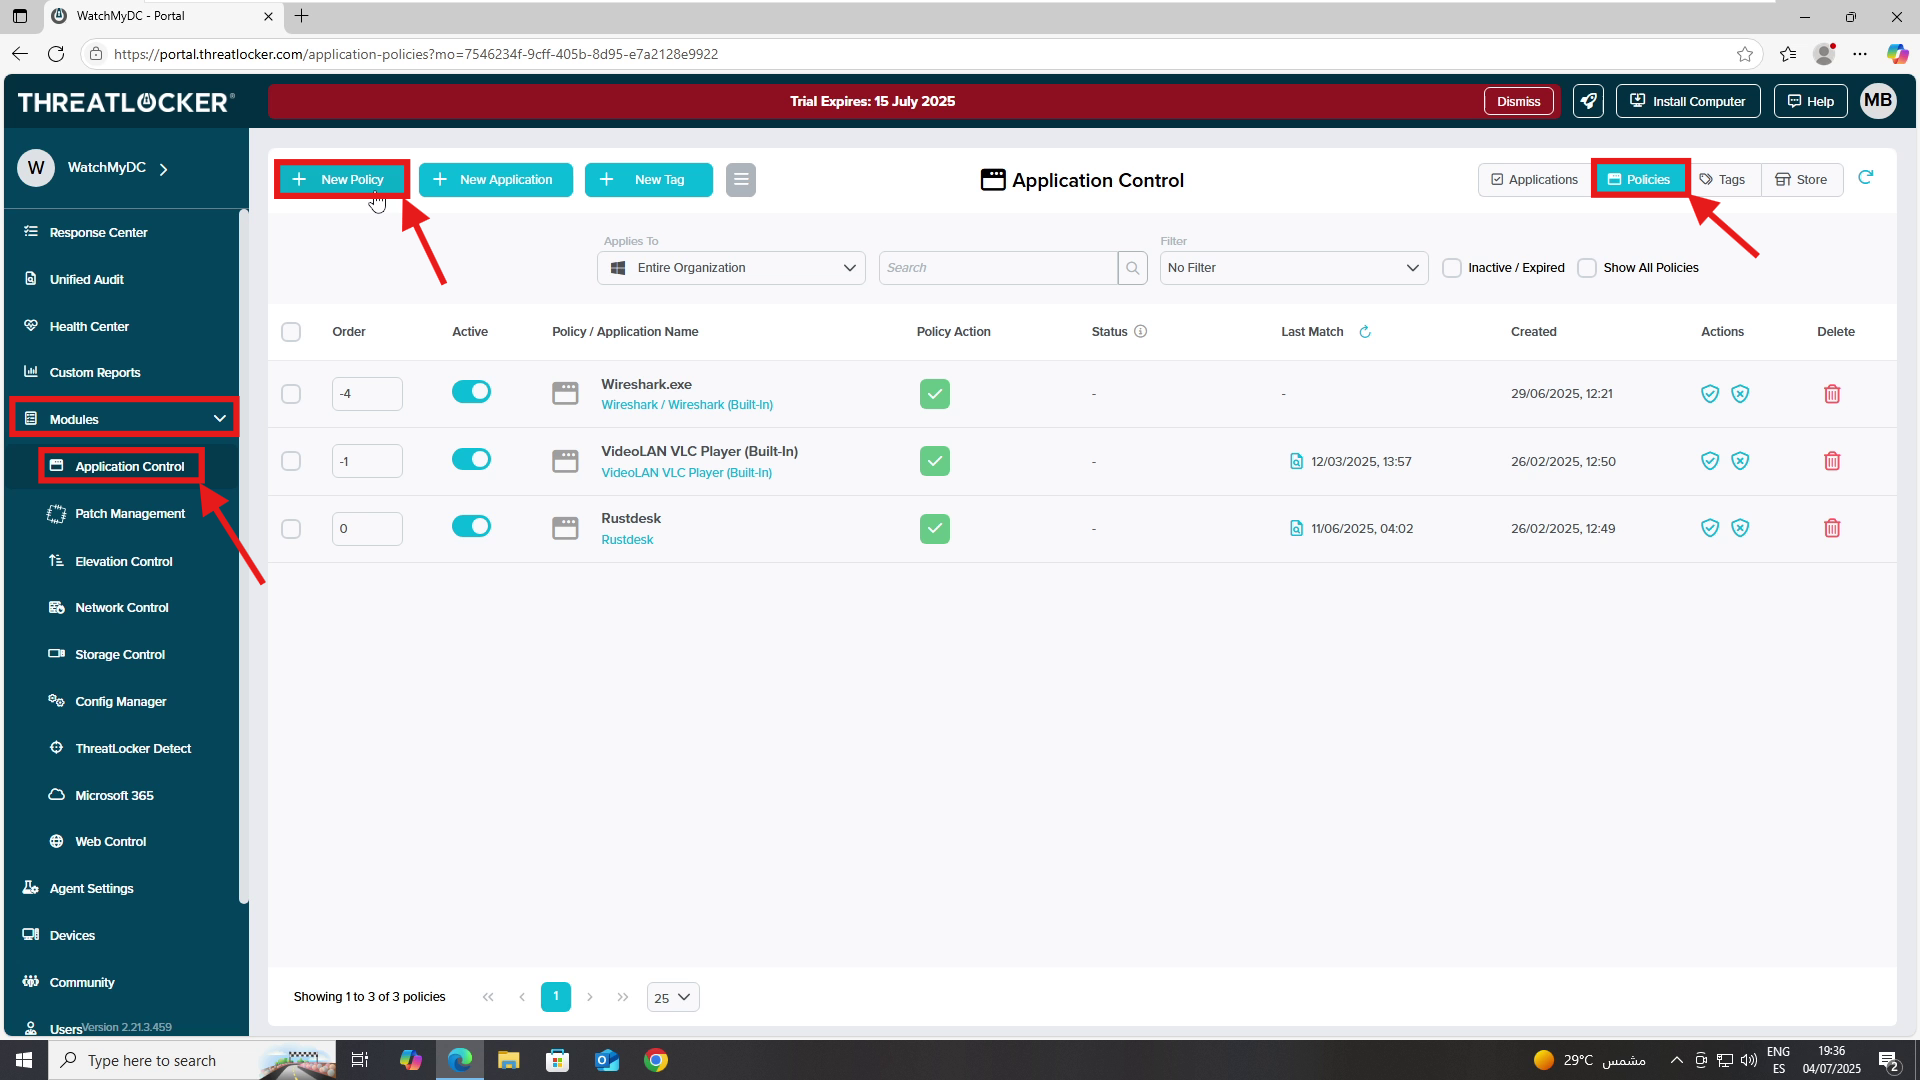 WatchMyDC - Portal
https://portal.threatlocker.com/application-policies?mo=7546234f-9cff-405b-8d95-e7a2128e9922
THREATLOCKER
Trial Expires: 15 July 2025
Dismiss
Install Computer
Help
MB
W
WatchMyDC
New Policy
New Application
New Tag
Application Control
Applications
Policies
Tags
Store
Response Center
Unified Audit
Health Center
Custom Reports
Modules
Application Control
Patch Management
Elevation Control
Network Control
Storage Control
Config Manager
ThreatLocker Detect
Microsoft 365
Web Control
Agent Settings
Devices
Community
Users
Version 2.21.3.459
Applies To
Entire Organization
Search
Filter
No Filter
Inactive / Expired
Show All Policies
Order Active Policy / Application Name Policy Action Status Last Match Created Actions Delete
-4 Wireshark.exe - - 29/06/2025, 12:21
Wireshark / Wireshark (Built-In)
-1 VideoLAN VLC Player (Built-In) - 12/03/2025, 13:57 26/02/2025, 12:50
VideoLAN VLC Player (Built-In)
0 Rustdesk - 11/06/2025, 04:02 26/02/2025, 12:49
Rustdesk
Showing 1 to 3 of 3 policies
1
25
Type here to search
29°C مشمس
ENG
ES
19:36
04/07/2025
2